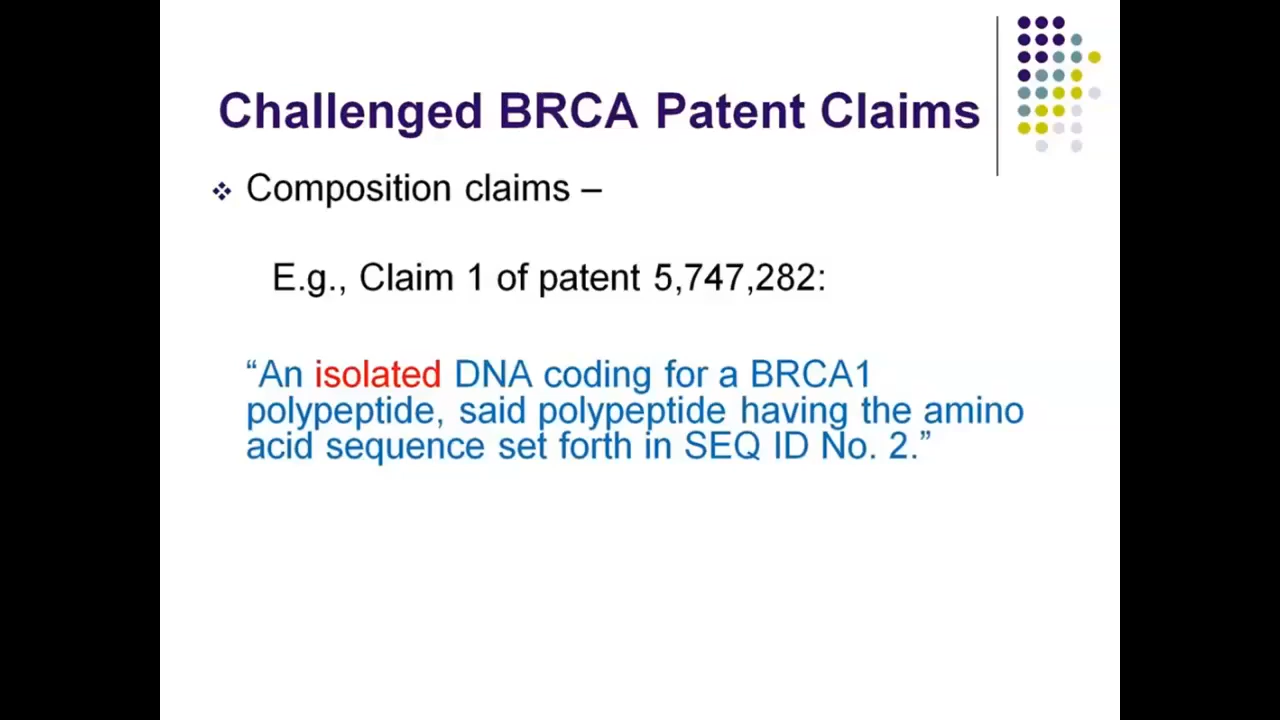 Challenged BRCA Patent Claims
❖ Composition claims –
E.g., Claim 1 of patent 5,747,282:
“An isolated DNA coding for a BRCA1
polypeptide, said polypeptide having the amino
acid sequence set forth in SEQ ID No. 2.”